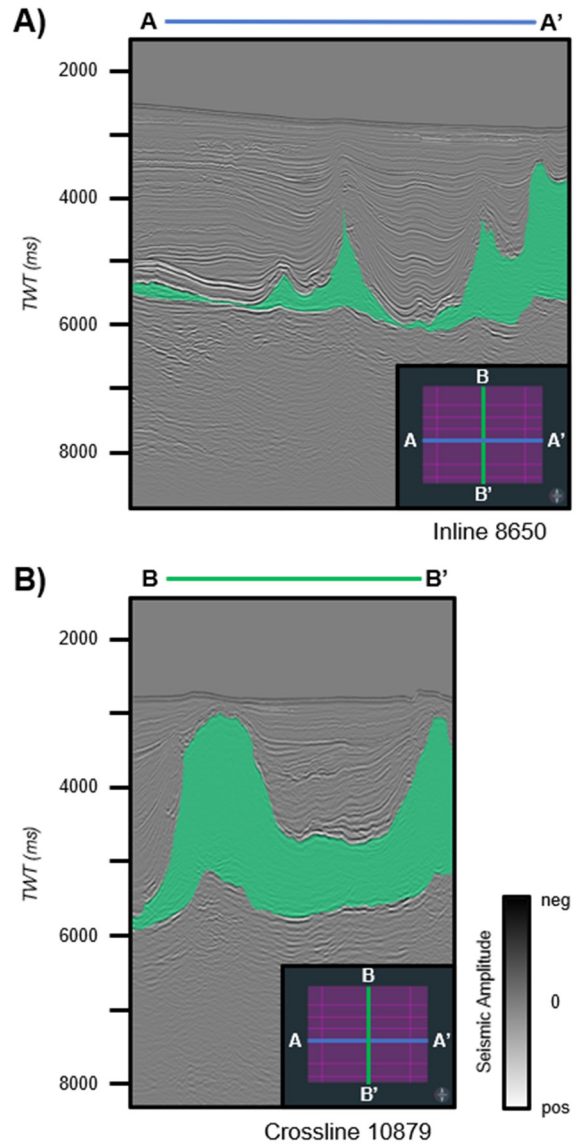 A)
A A'
2000
4000
TWT (ms)
6000
8000
B
A A'
B'
Inline 8650
B)
B B'
2000
4000
TWT (ms)
6000
8000
B
A A'
B'
Seismic Amplitude
neg
0
pos
Crossline 10879